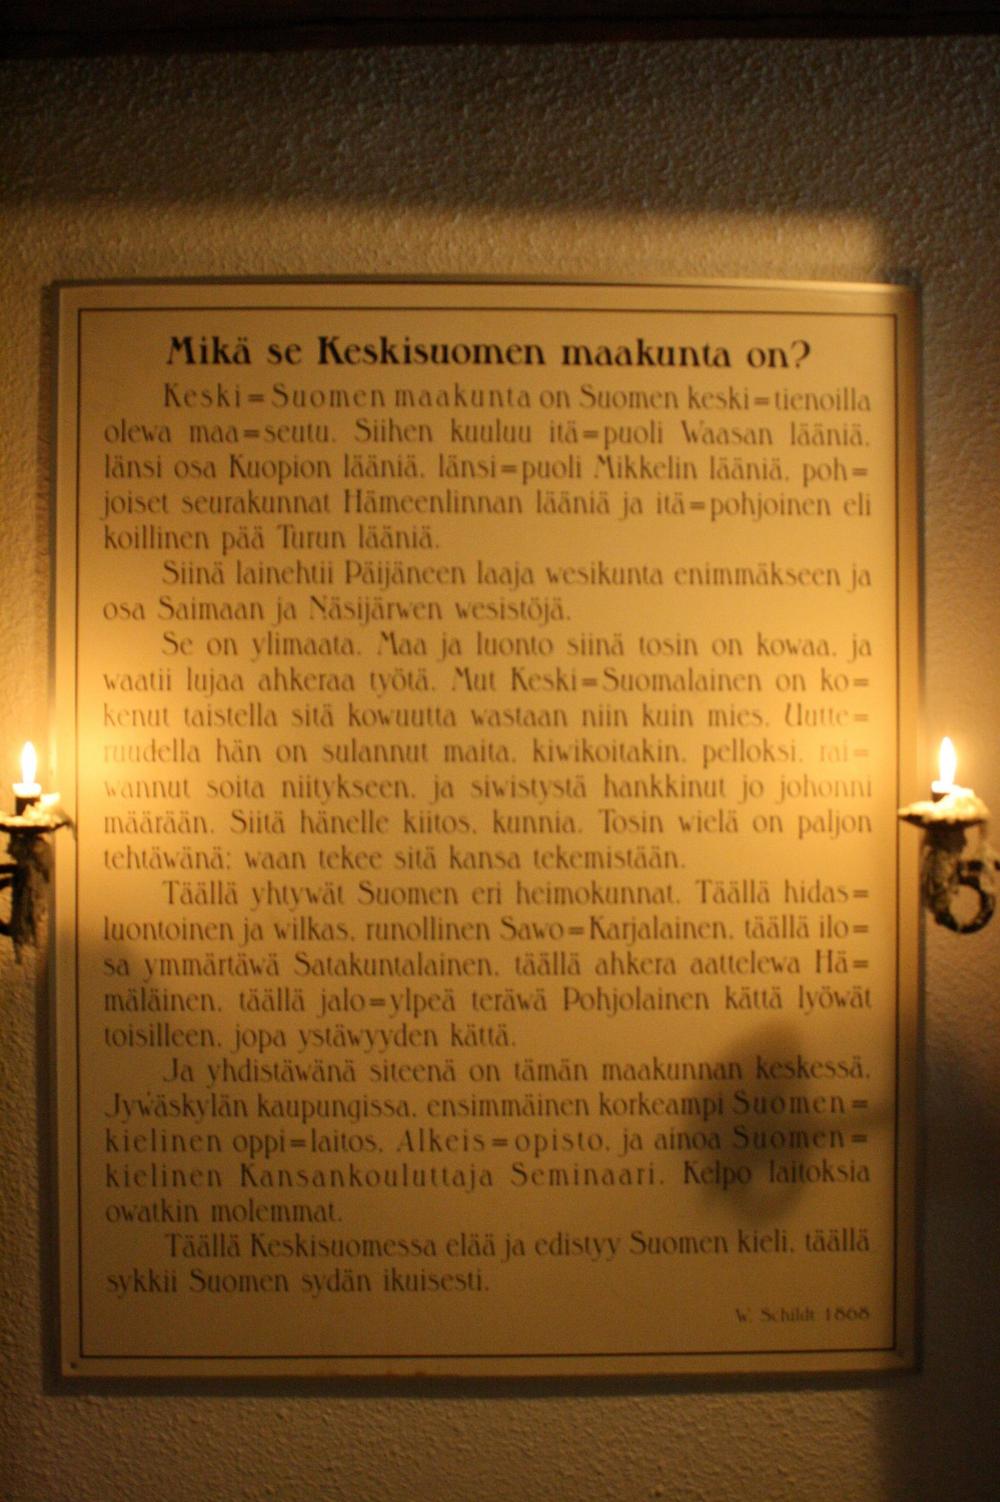 Mikä se Keskisuomen maakunta on?
Keski=Suomen maakunta on Suomen keski=tienoilla
olewa maa=seutu. Siihen kuuluu itä=puoli Waasan lääniä,
länsi osa Kuopion lääniä, länsi=puoli Mikkelin lääniä, poh=
joiset seurakunnat Hämeenlinnan lääniä ja itä=pohjoinen eli
koillinen pää Turun lääniä.
Siinä lainehtii Päijäneen laaja wesikunta enimmäkseen ja
osa Saimaan ja Näsijärwen wesistöjä.
Se on ylimaata. Maa ja luonto siinä tosin on kowaa, ja
waatii lujaa ahkeraa työtä. Mut Keski=Suomalainen on ko=
kenut taistella sitä kowuutta wastaan niin kuin mies. Uutte=
ruudella hän on sulannut maita, kiwikoitakin, pelloksi, rai=
wannut soita niitykseen, ja siwistystä hankkinut jo johonni
määrään. Siitä hänelle kiitos, kunnia. Tosin wielä on paljon
tehtäwänä: waan tekee sitä kansa tekemistään.
Täällä yhtywät Suomen eri heimokunnat. Täällä hidas=
luontoinen ja wilkas, runollinen Sawo=Karjalainen, täällä ilo=
sa ymmärtäwä Satakuntalainen, täällä ahkera aattelewa Hä=
mäläinen, täällä jalo=ylpeä teräwä Pohjolainen kättä lyöwät
toisilleen, jopa ystäwyyden kättä.
Ja yhdistäwänä siteenä on tämän maakunnan keskessä,
Jywäskylän kaupungissa, ensimmäinen korkeampi Suomen=
kielinen oppi=laitos, Alkeis=opisto, ja ainoa Suomen=
kielinen Kansankouluttaja Seminaari. Kelpo laitoksia
owatkin molemmat.
Täällä Keskisuomessa elää ja edistyy Suomen kieli, täällä
sykkii Suomen sydän ikuisesti.
W. Schildt 1868